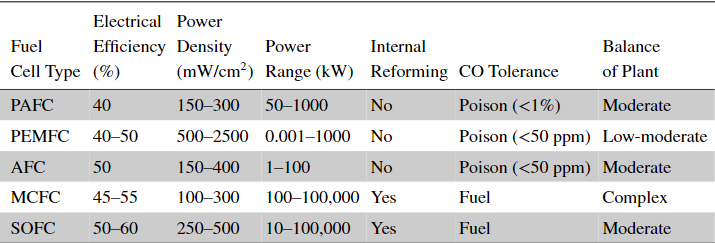 Electrical Power
Fuel Efficiency Density Power Internal Balance
Cell Type (%) (mW/cm²) Range (kW) Reforming CO Tolerance of Plant
PAFC 40 150–300 50–1000 No Poison (<1%) Moderate
PEMFC 40–50 500–2500 0.001–1000 No Poison (<50 ppm) Low-moderate
AFC 50 150–400 1–100 No Poison (<50 ppm) Moderate
MCFC 45–55 100–300 100–100,000 Yes Fuel Complex
SOFC 50–60 250–500 10–100,000 Yes Fuel Moderate